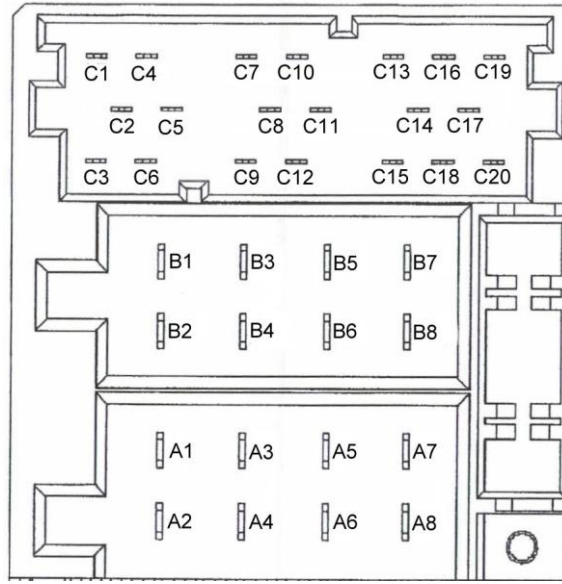 C1 C4 C7 C10 C13 C16 C19
C2 C5 C8 C11 C14 C17
C3 C6 C9 C12 C15 C18 C20
B1 B3 B5 B7
B2 B4 B6 B8
A1 A3 A5 A7
A2 A4 A6 A8